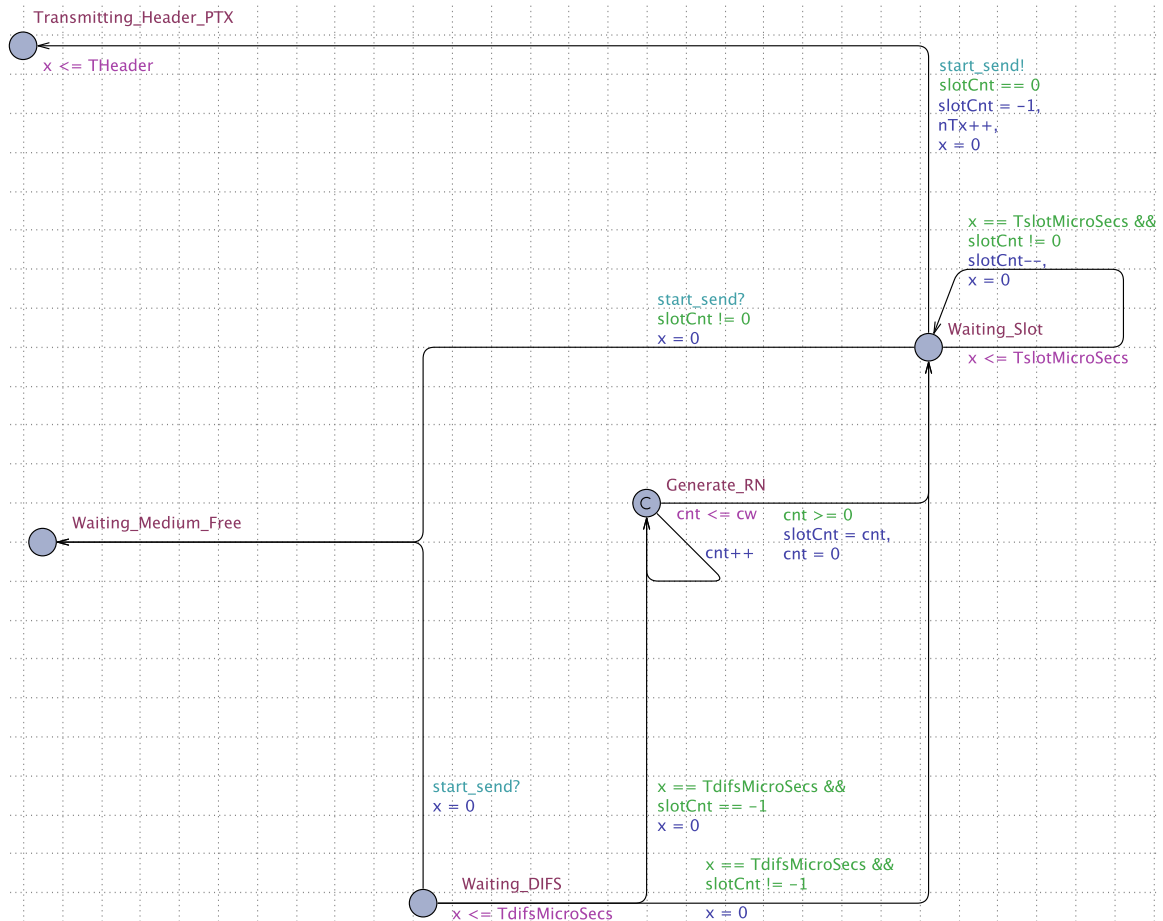 Transmitting_Header_PTX
x <= THeader
start_send!
slotCnt == 0
slotCnt = -1,
nTx++,
x = 0
x == TslotMicroSecs &&
slotCnt != 0
slotCnt--,
x = 0
start_send?
slotCnt != 0
x = 0
Waiting_Slot
x <= TslotMicroSecs
Generate_RN
C
cnt <= cw
cnt >= 0
slotCnt = cnt,
cnt = 0
cnt++
Waiting_Medium_Free
start_send?
x = 0
x == TdifsMicroSecs &&
slotCnt == -1
x = 0
x == TdifsMicroSecs &&
slotCnt != -1
x = 0
Waiting_DIFS
x <= TdifsMicroSecs